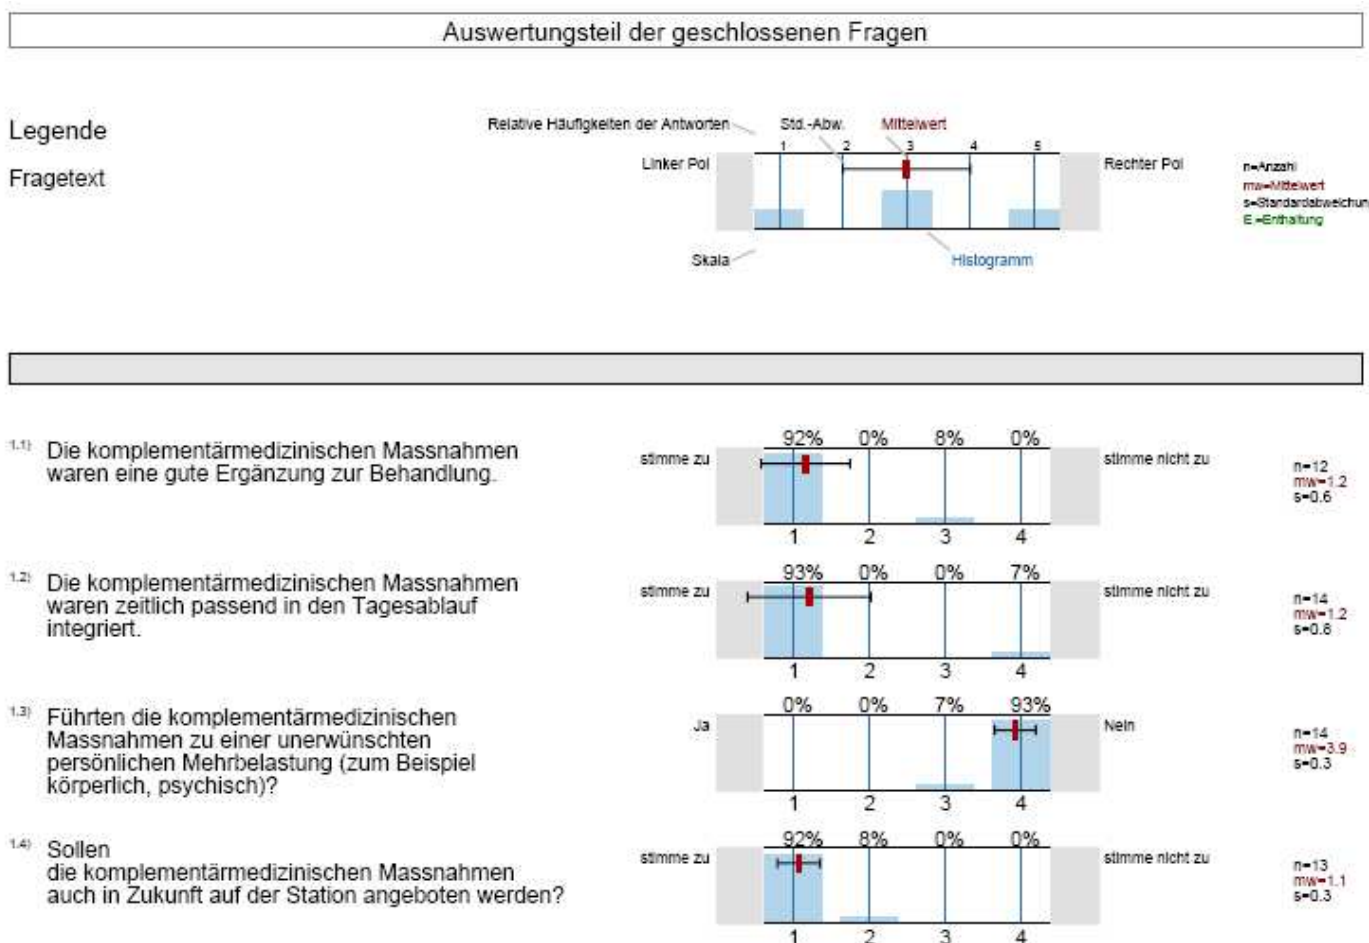 Auswertungsteil der geschlossenen Fragen
Legende
Fragetext
Relative Häufigkeiten der Antworten
Std.-Abw.
Mittelwert
Linker Pol
1 2 3 4 5
Rechter Pol
n=Anzahl
mw=Mittelwert
s=Standardabweichun
E.=Enthaltung
Skala
Histogramm
1.1) Die komplementärmedizinischen Massnahmen
waren eine gute Ergänzung zur Behandlung.
stimme zu
92% 0% 8% 0%
1 2 3 4
stimme nicht zu
n=12
mw=1.2
s=0.6
1.2) Die komplementärmedizinischen Massnahmen
waren zeitlich passend in den Tagesablauf
integriert.
stimme zu
93% 0% 0% 7%
1 2 3 4
stimme nicht zu
n=14
mw=1.2
s=0.8
1.3) Führten die komplementärmedizinischen
Massnahmen zu einer unerwünschten
persönlichen Mehrbelastung (zum Beispiel
körperlich, psychisch)?
Ja
0% 0% 7% 93%
1 2 3 4
Nein
n=14
mw=3.9
s=0.3
1.4) Sollen
die komplementärmedizinischen Massnahmen
auch in Zukunft auf der Station angeboten werden?
stimme zu
92% 8% 0% 0%
1 2 3 4
stimme nicht zu
n=13
mw=1.1
s=0.3